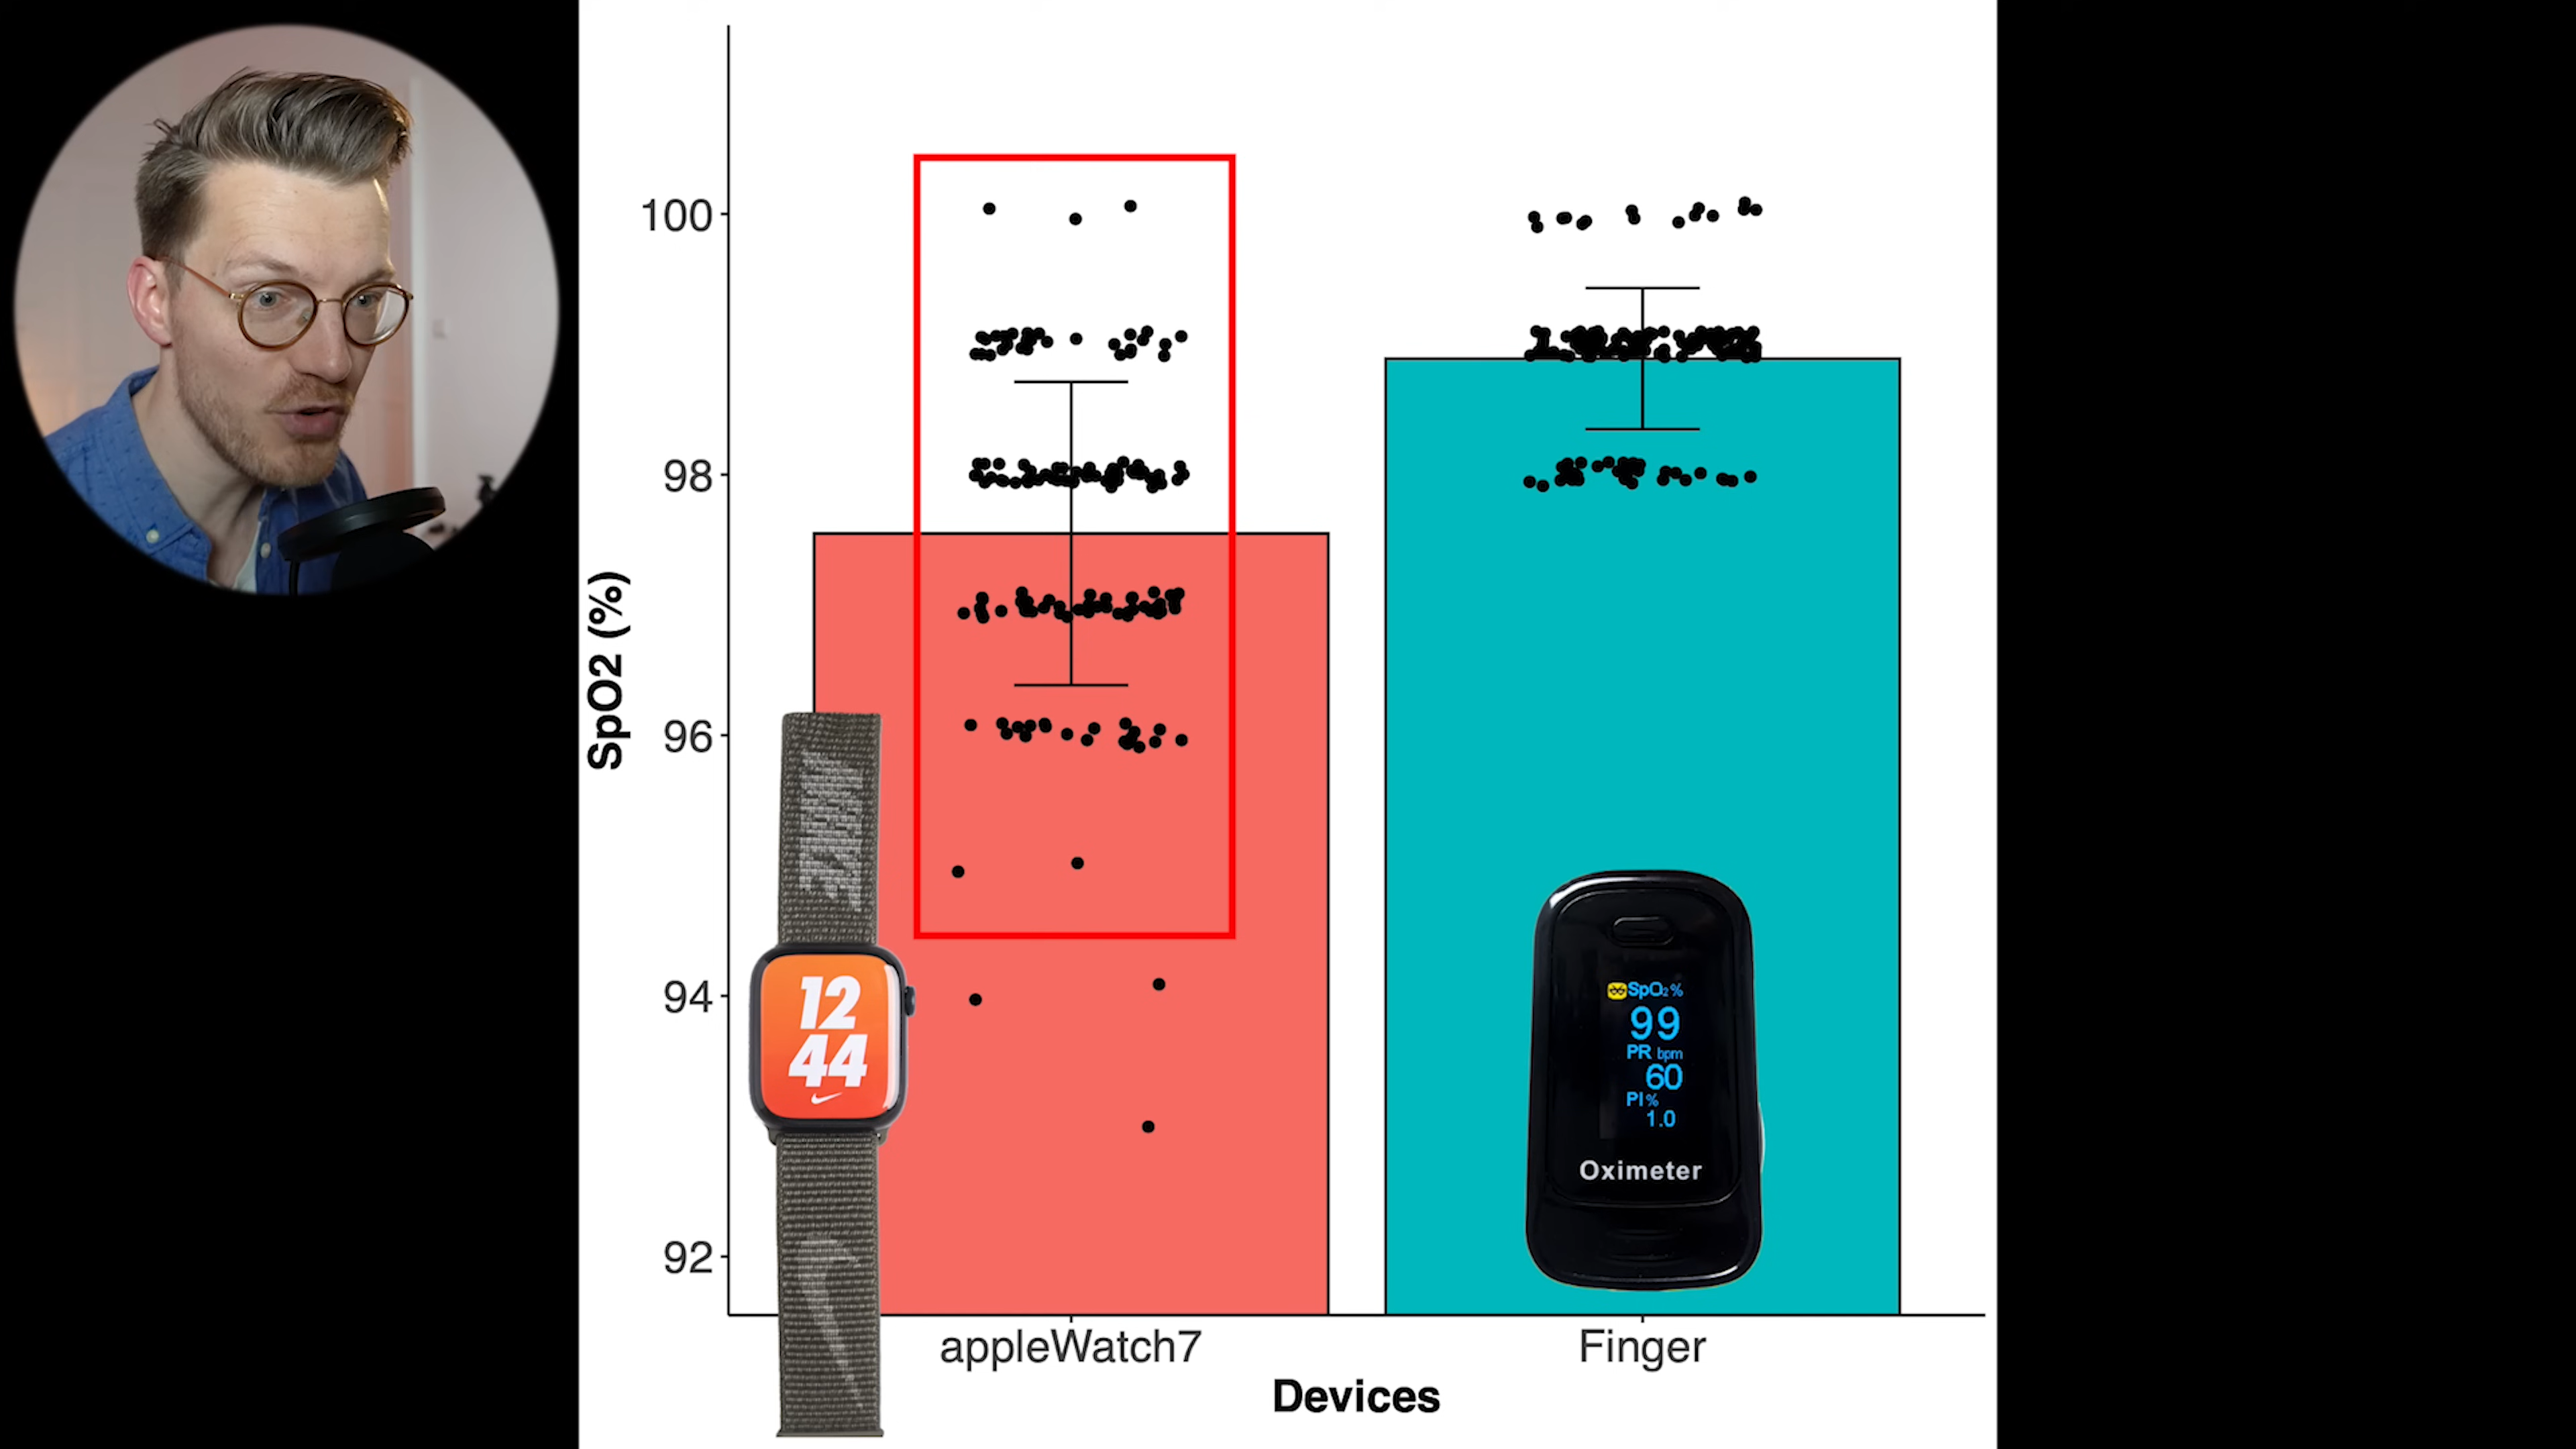 100
98
96
94
92
SpO2 (%)
12
44
SpO₂ %
99
PR bpm
60
PI %
1.0
Oximeter
appleWatch7
Finger
Devices